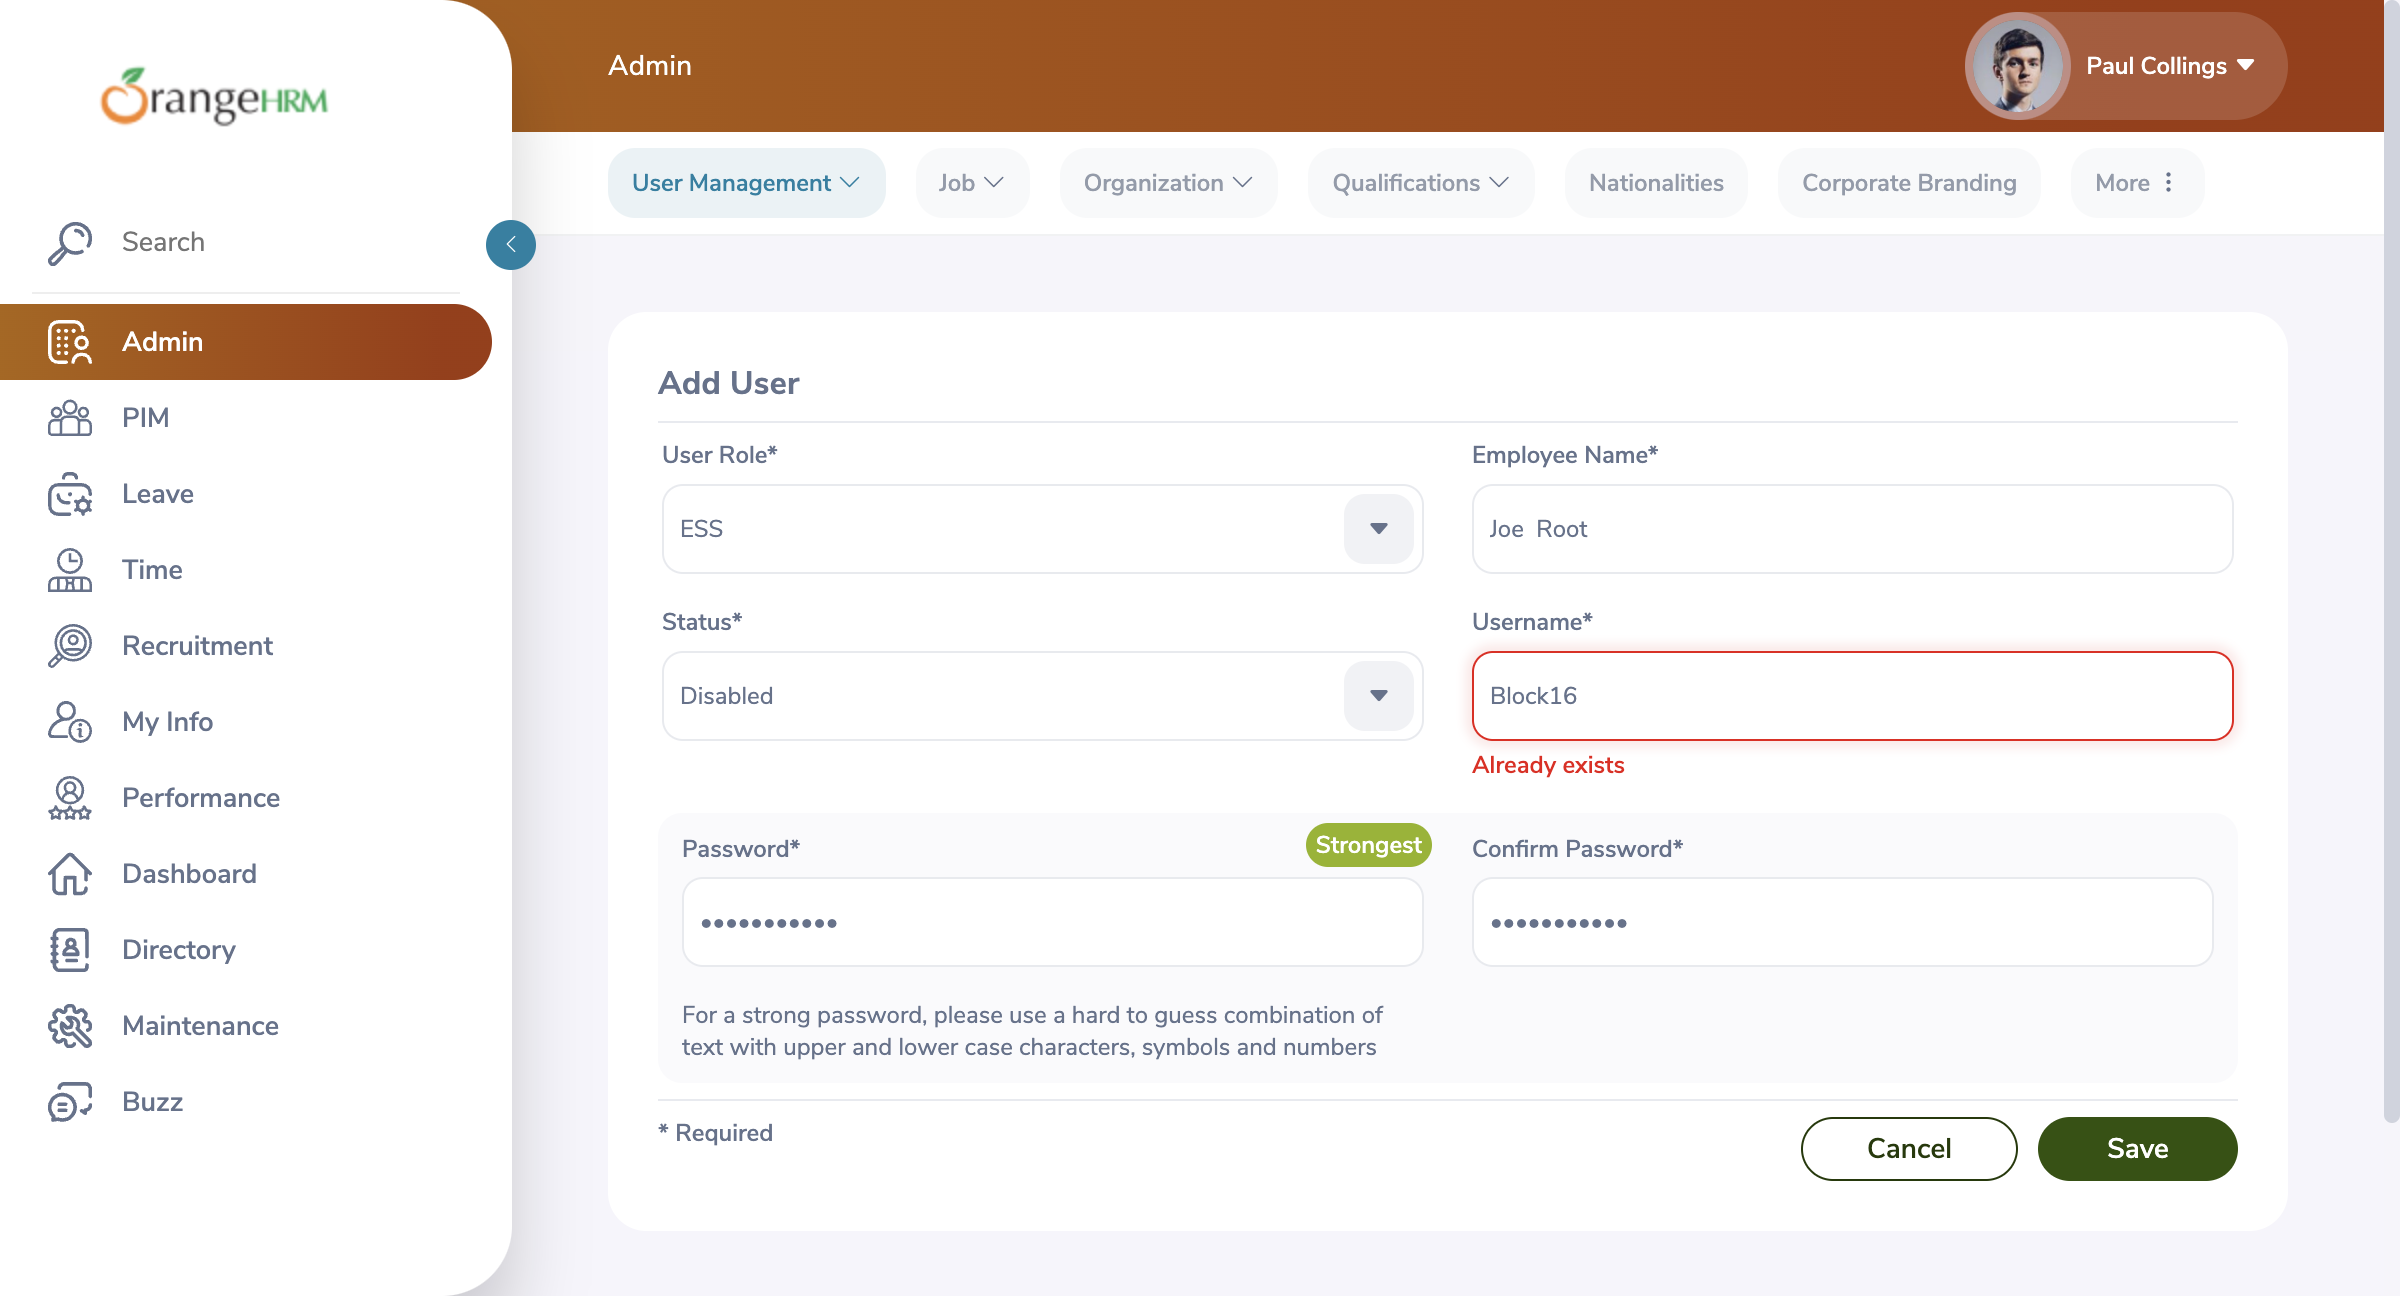 OrangeHRM
Search
Admin
PIM
Leave
Time
Recruitment
My Info
Performance
Dashboard
Directory
Maintenance
Buzz
Admin
Paul Collings
User Management
Job
Organization
Qualifications
Nationalities
Corporate Branding
More
Add User
User Role*
Employee Name*
ESS
Joe  Root
Status*
Username*
Disabled
Block16
Already exists
Password*
Strongest
Confirm Password*
•••••••••••
•••••••••••
For a strong password, please use a hard to guess combination of
text with upper and lower case characters, symbols and numbers
* Required
Cancel
Save